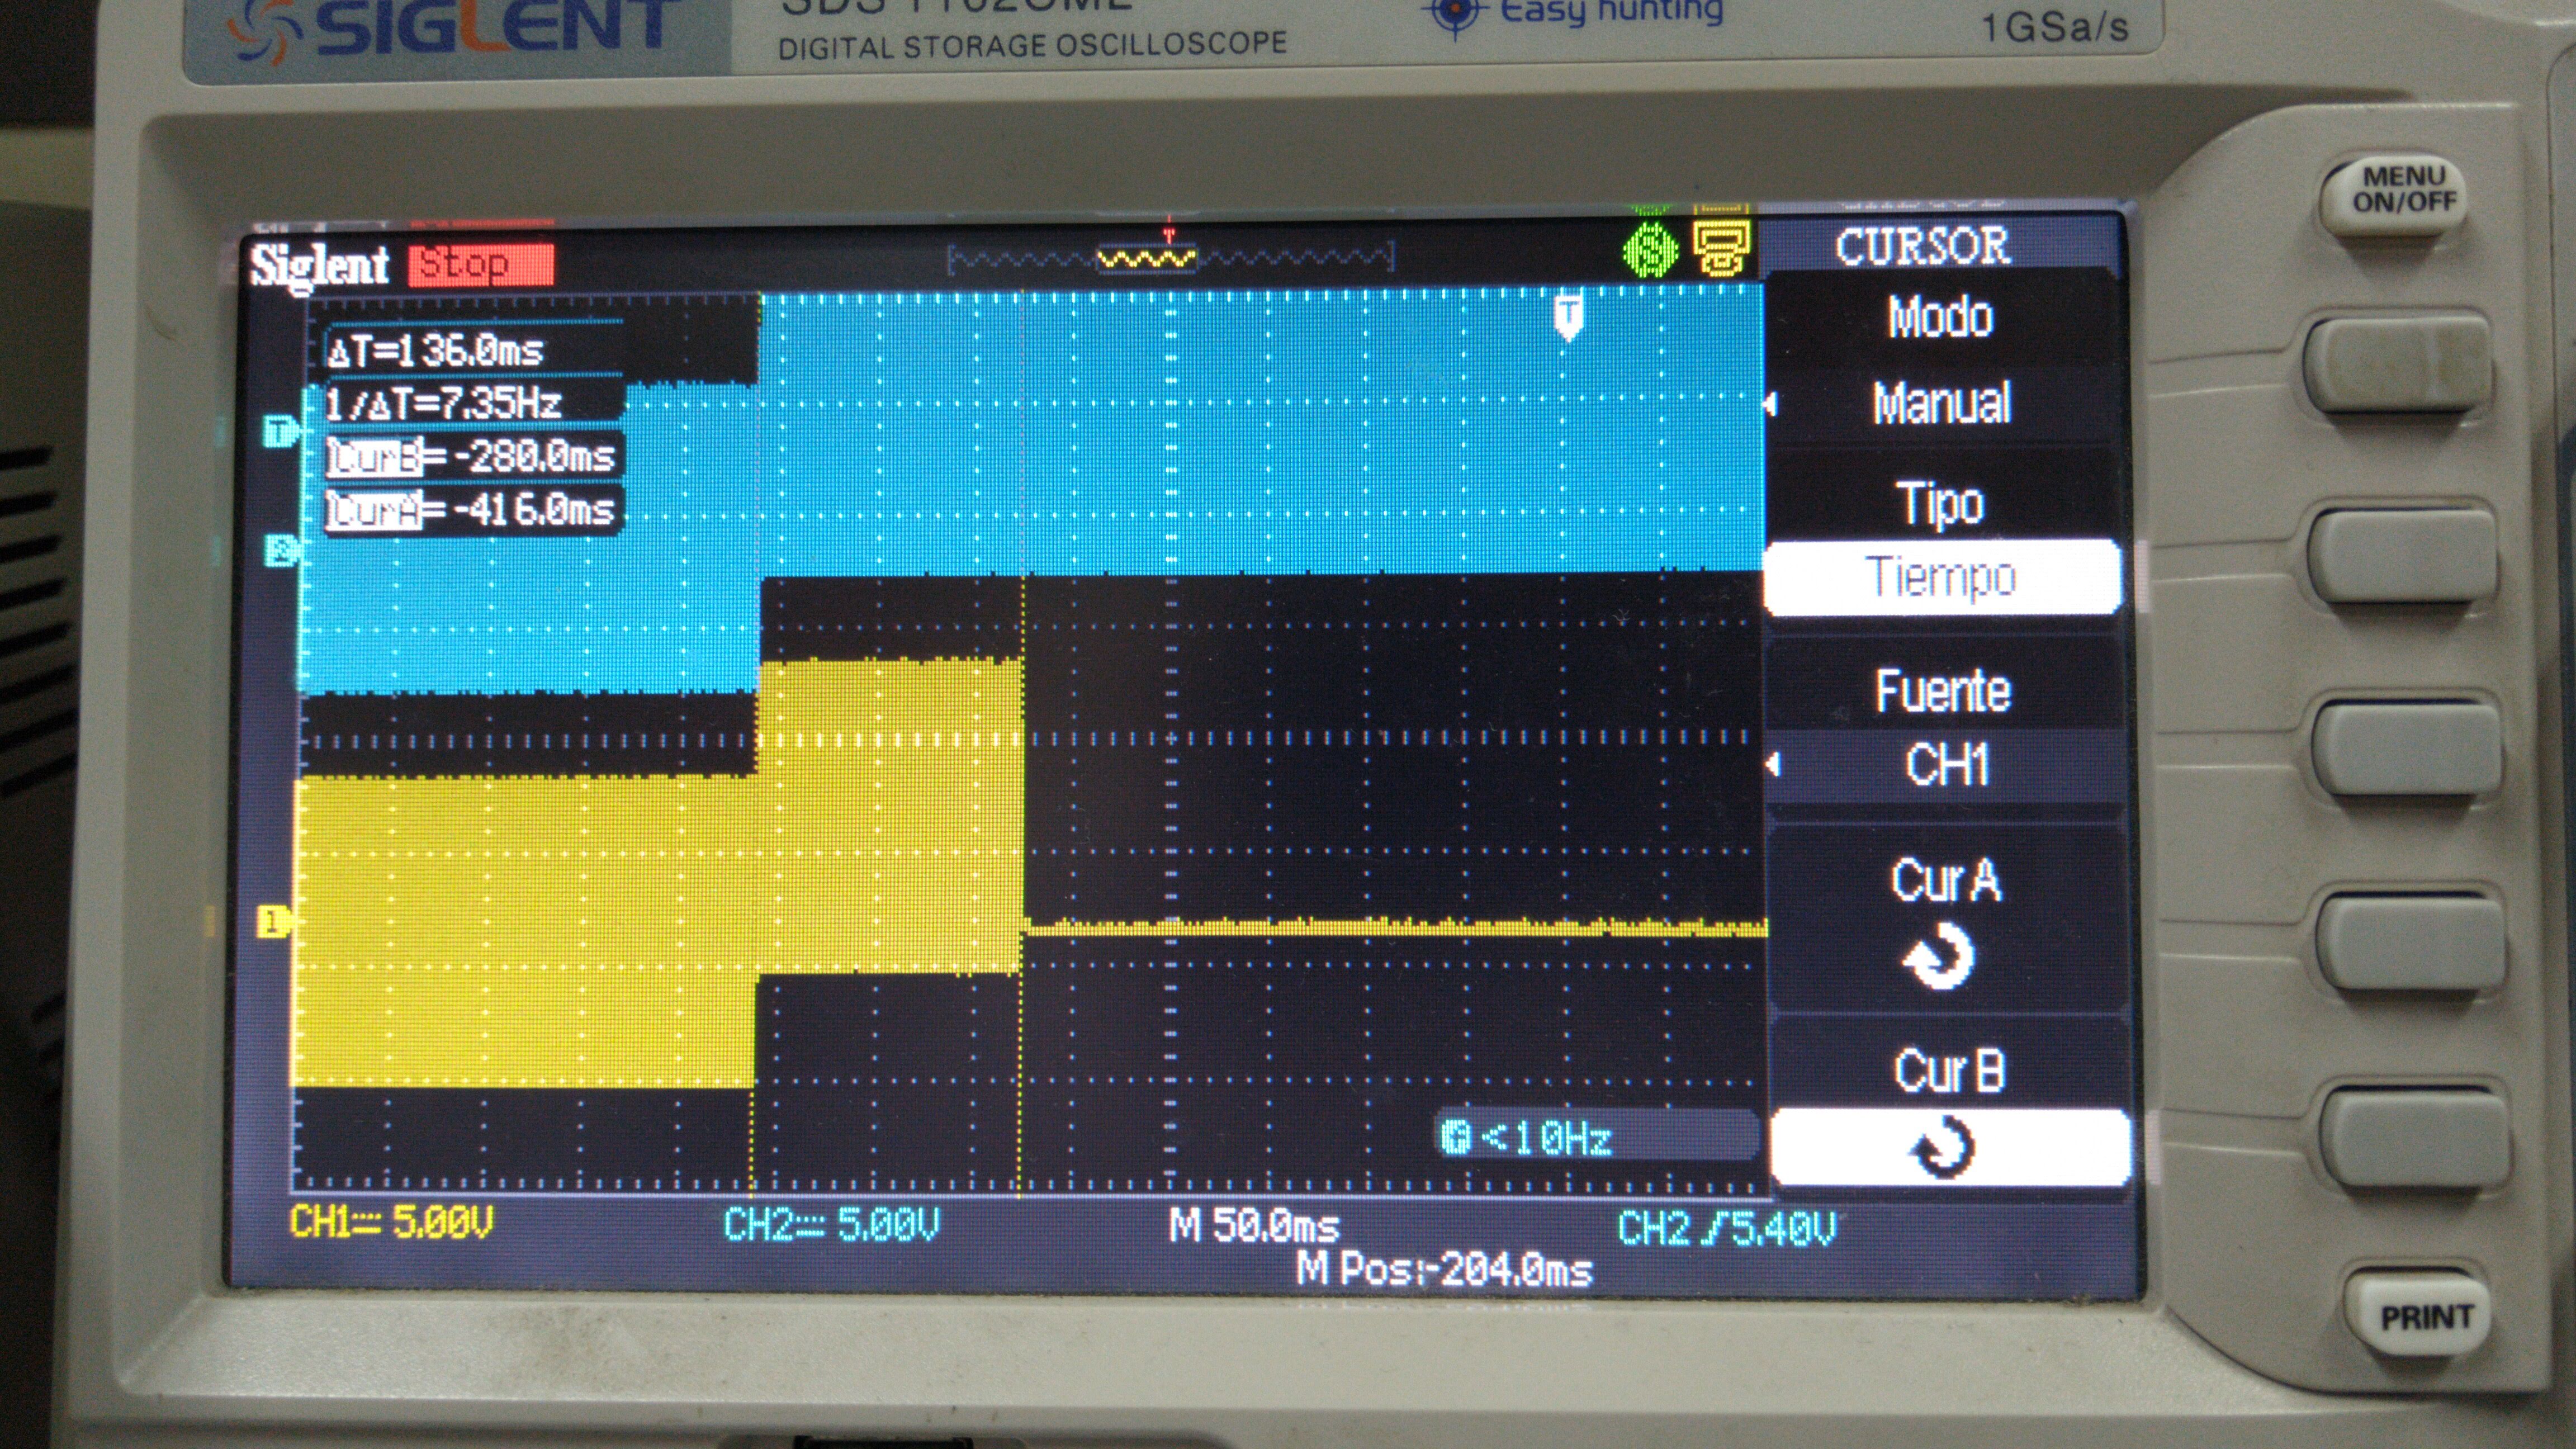 SIGLENT
DIGITAL STORAGE OSCILLOSCOPE
Easy hunting
1GSa/s
MENU
ON/OFF
Siglent Stop
T
CURSOR
Modo
Manual
Tipo
Tiempo
Fuente
CH1
Cur A
Cur B
ΔT=136.0ms
1/ΔT=7.35Hz
CurB=-280.0ms
CurA=-416.0ms
T
T
2
1
<10Hz
CH1 5.00V CH2 5.00V M 50.0ms CH2 5.40V
M Pos:-204.0ms
PRINT